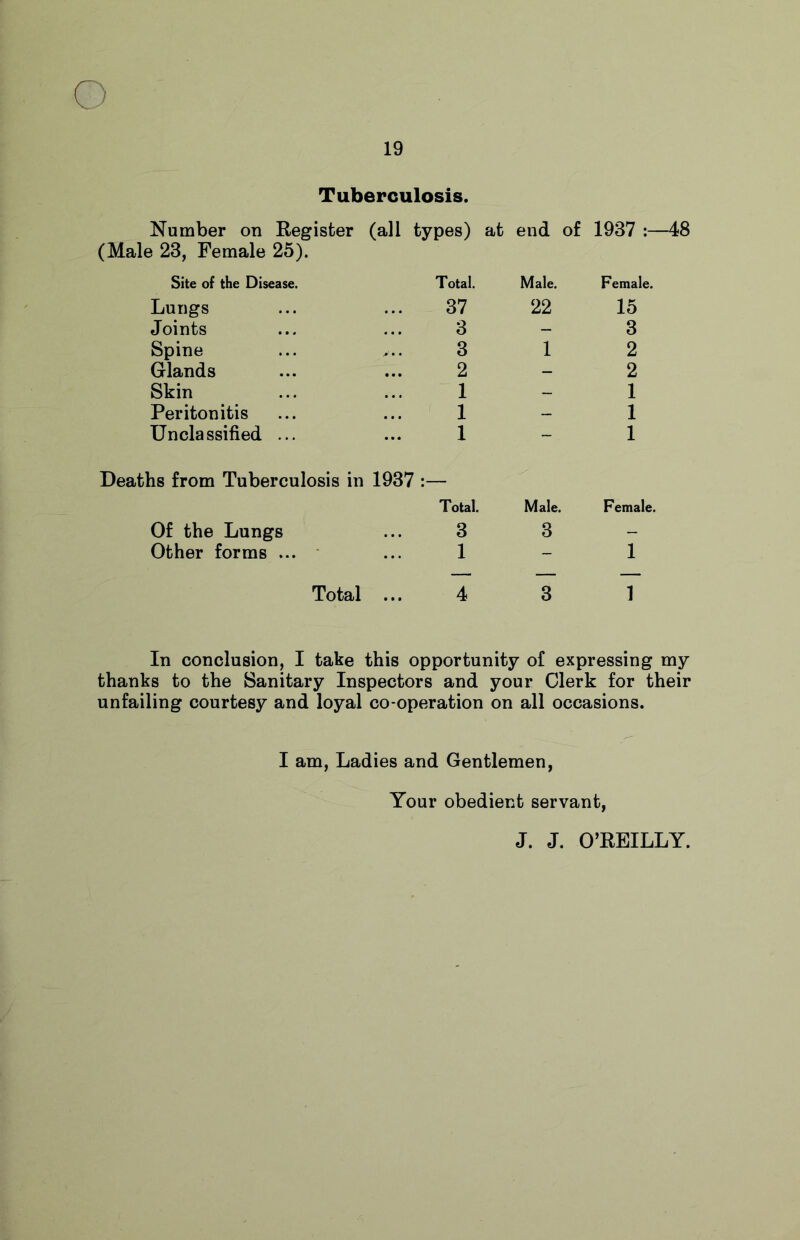 19
Tuberculosis.
Number on Register (all types) at end of 1937 :—48
(Male 23, Female 25).
Site of the Disease. Total. Male. Female.
Lungs ... ... 37 22 15
Joints ... ... 3 – 3
Spine ... ... 3 1 2
Glands ... ... 2 – 2
Skin ... ... 1 – 1
Peritonitis ... ... 1 – 1
Unclassified ... ... 1 – 1
Deaths from Tuberculosis in 1937 :—
Total. Male. Female.
Of the Lungs ... 3 3 –
Other forms ... ... 1 – 1
Total ... 4 3 1
In conclusion, I take this opportunity of expressing my
thanks to the Sanitary Inspectors and your Clerk for their
unfailing courtesy and loyal co-operation on all occasions.
I am, Ladies and Gentlemen,
Your obedient servant,
J. J. O'REILLY.